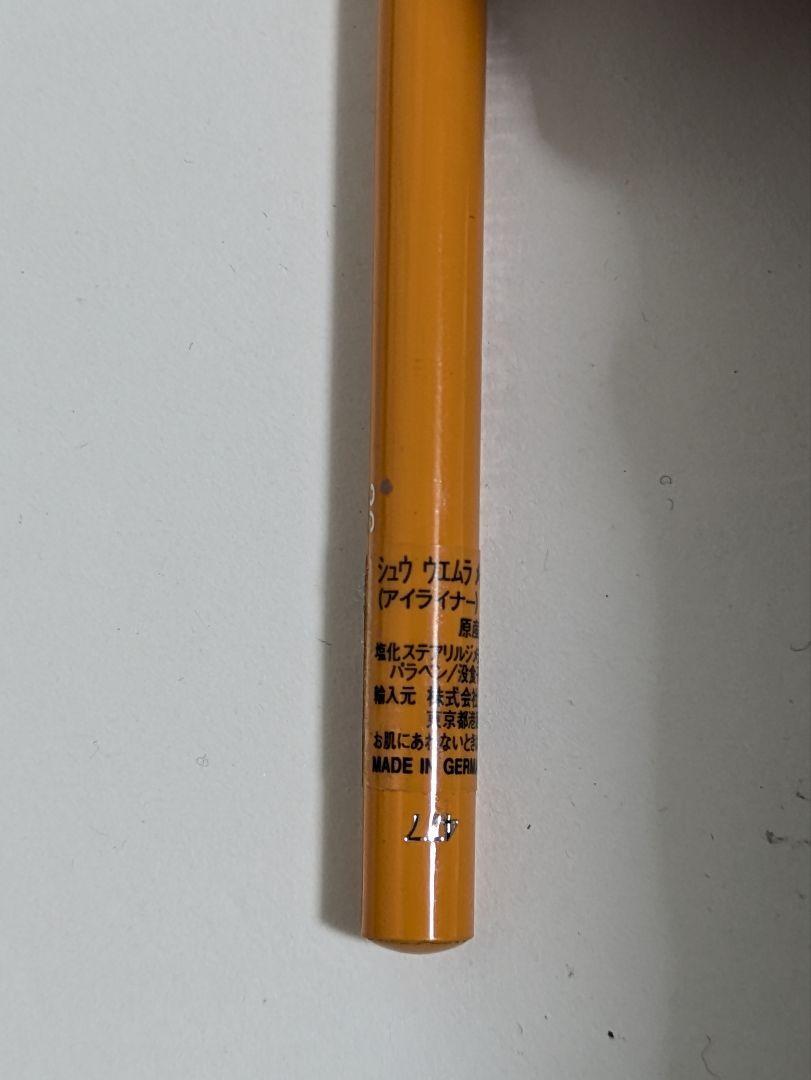 シュウ ウエムラ
(アイライナー)
原産
塩化ステアリルジメ
パラベン/没食
輸入元 株式会社
東京都港
お肌にあわないとき
MADE IN GERM